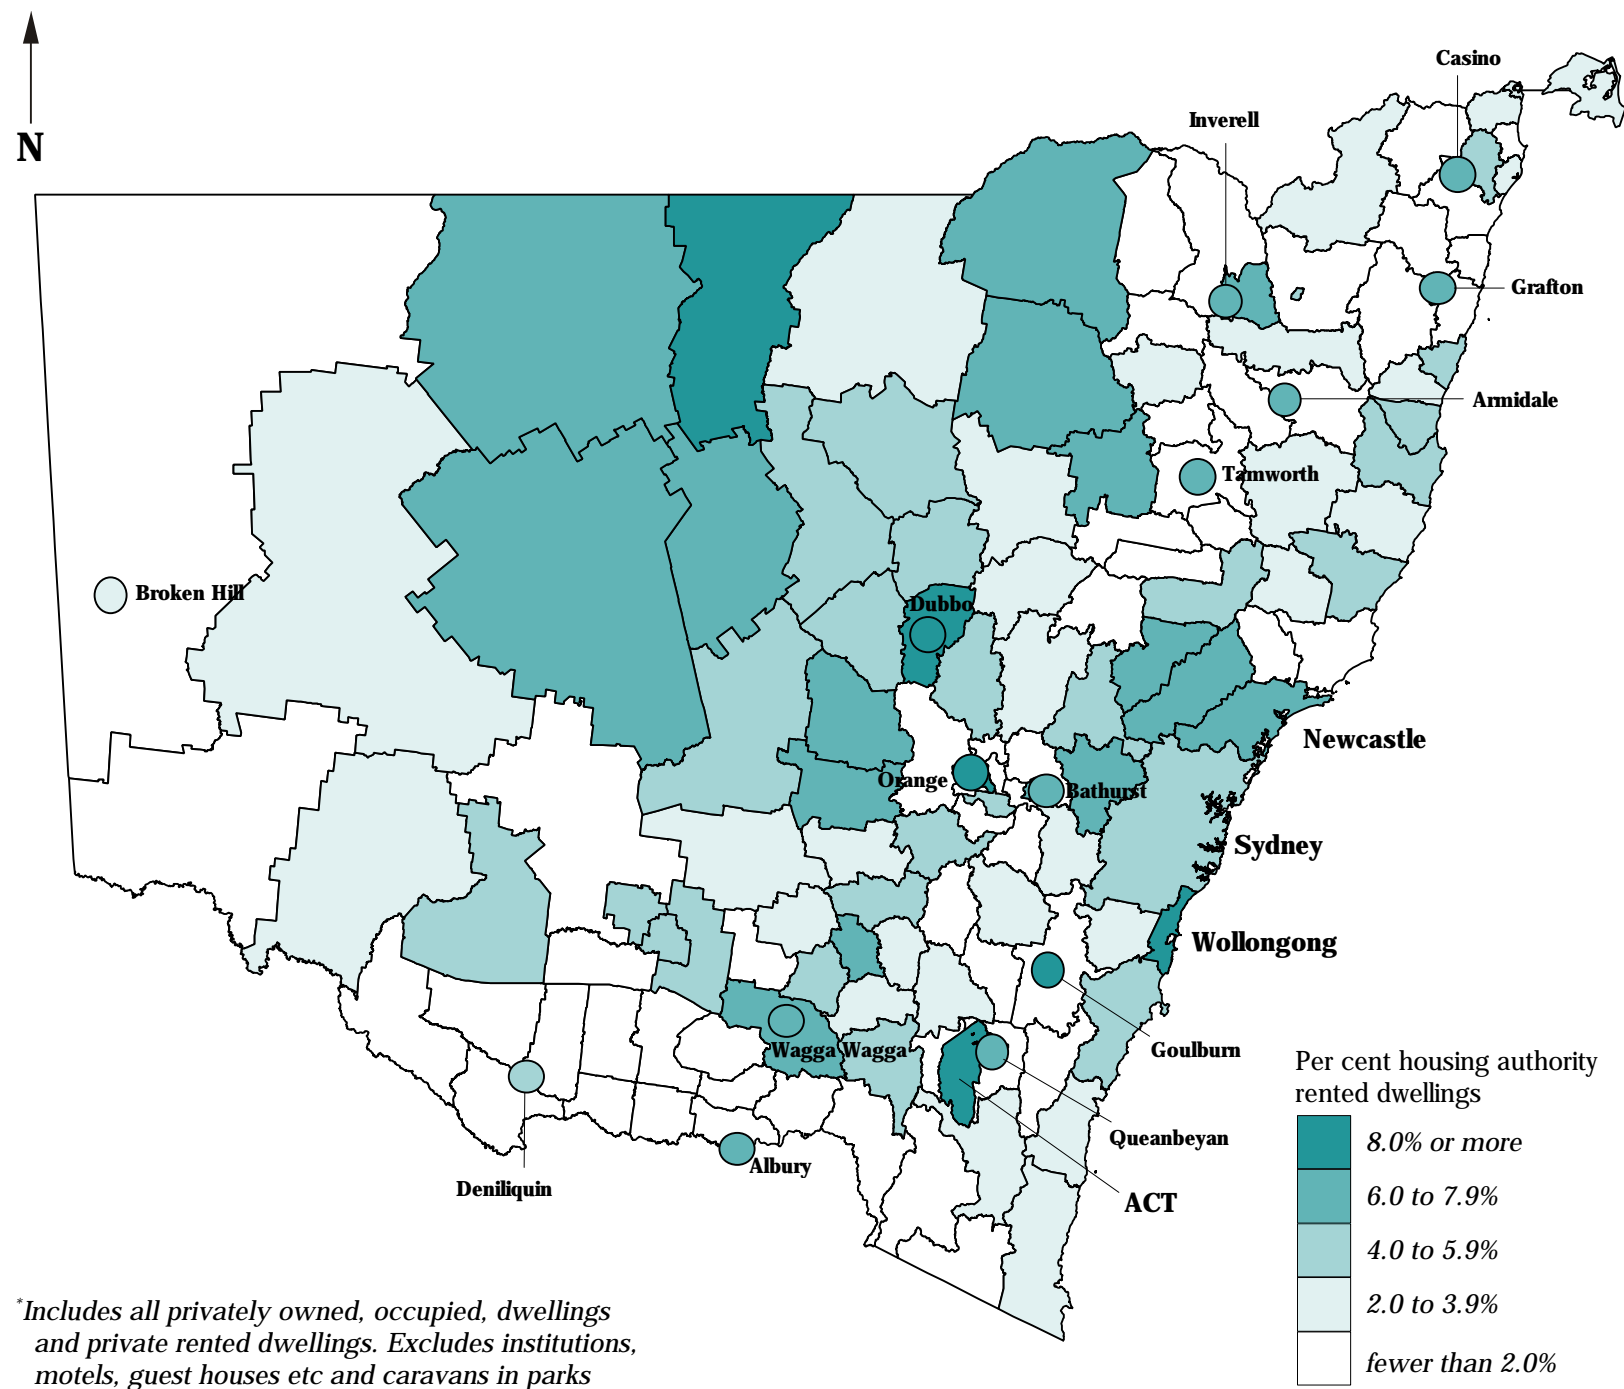 N
Casino
Inverell
Grafton
Armidale
Tamworth
Broken Hill
Dubbo
Newcastle
Orange
Bathurst
Sydney
Wollongong
Goulburn
Wagga Wagga
Queanbeyan
Albury
Deniliquin
ACT
Per cent housing authority
rented dwellings
8.0% or more
6.0 to 7.9%
4.0 to 5.9%
2.0 to 3.9%
fewer than 2.0%
*Includes all privately owned, occupied, dwellings
and private rented dwellings. Excludes institutions,
motels, guest houses etc and caravans in parks